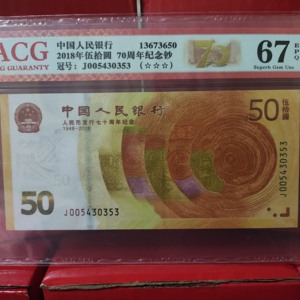 ACG
NG GUARANTY
中国人民银行 13673650
2018年伍拾圆 70周年纪念钞
冠号: J005430353 (☆☆☆)
70
67 EPQ
Superb Gem Unc
中国人民银行
人民币发行七十周年纪念
1948-2018
50 伍拾圆
50
J005430353
J005430353